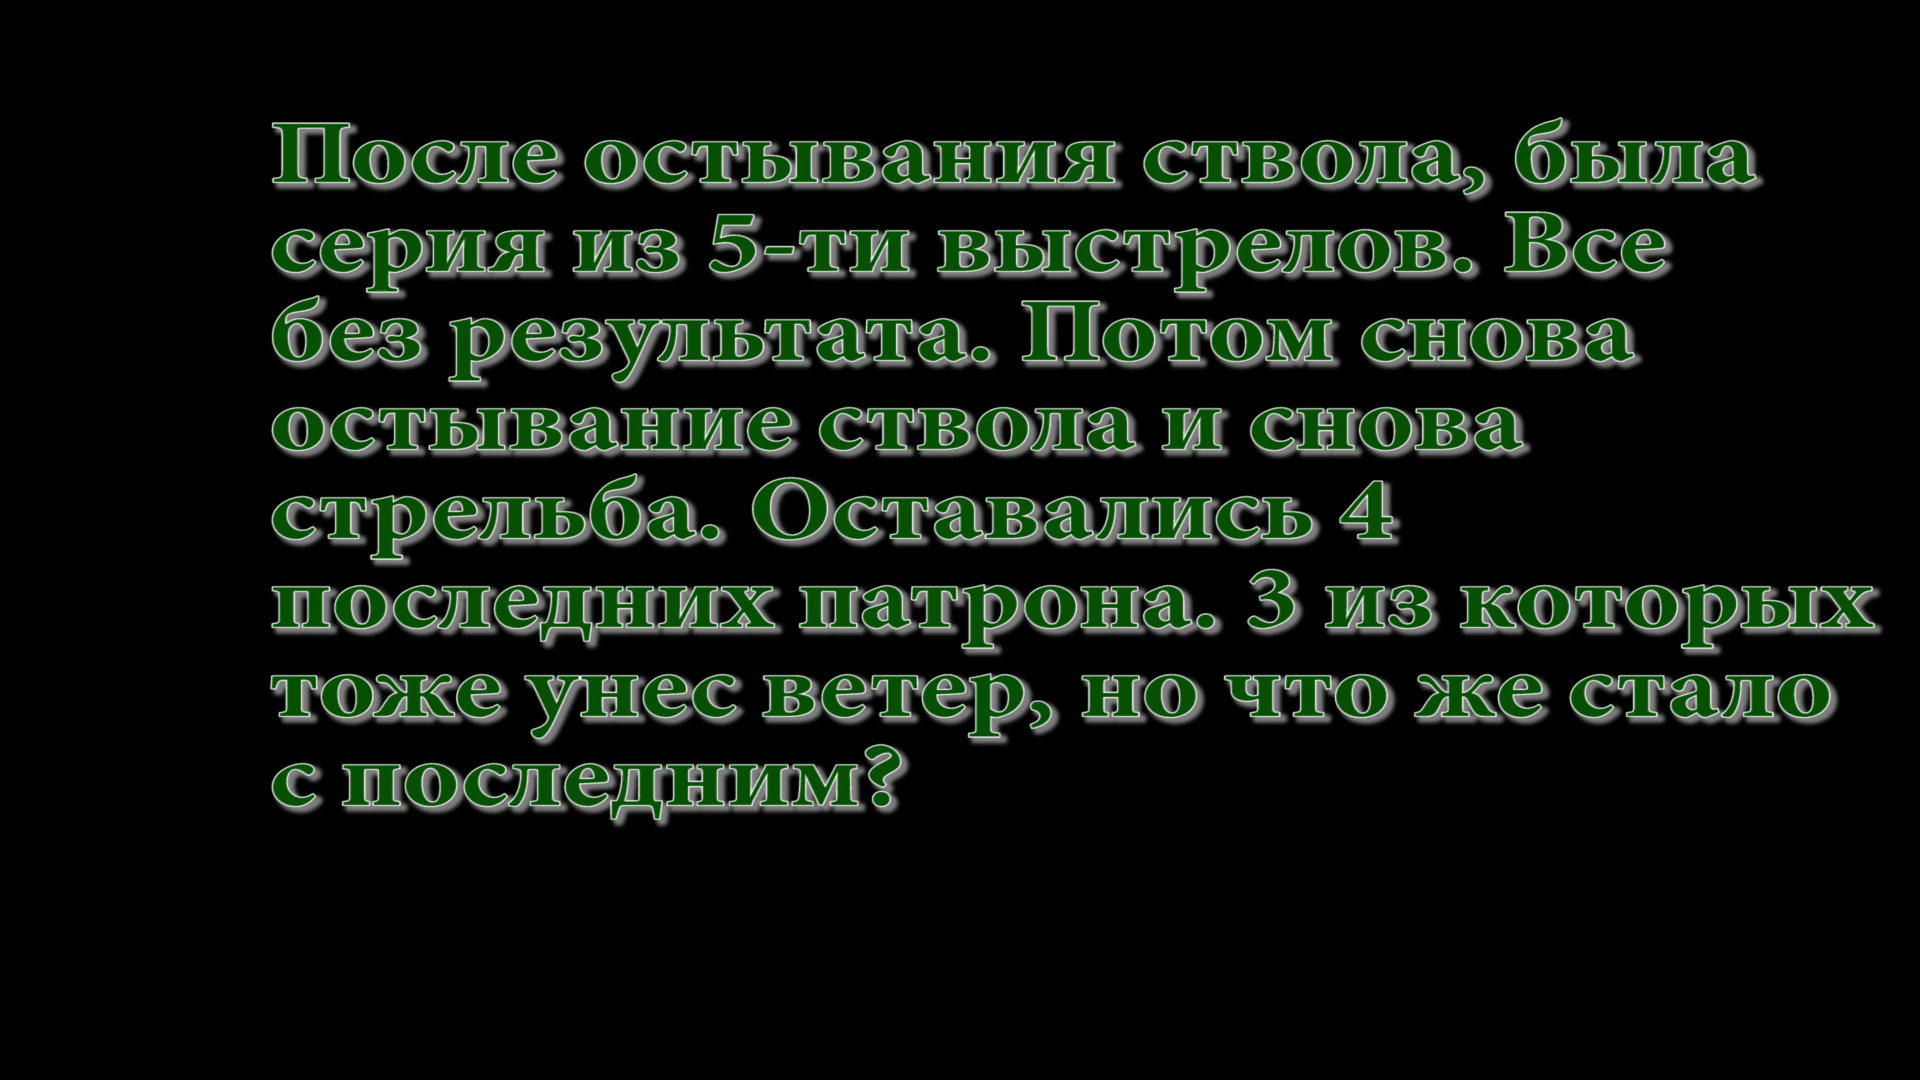 После остывания ствола, была
серия из 5-ти выстрелов. Все
без результата. Потом снова
остывание ствола и снова
стрельба. Оставались 4
последних патрона. 3 из которых
тоже унес ветер, но что же стало
с последним?